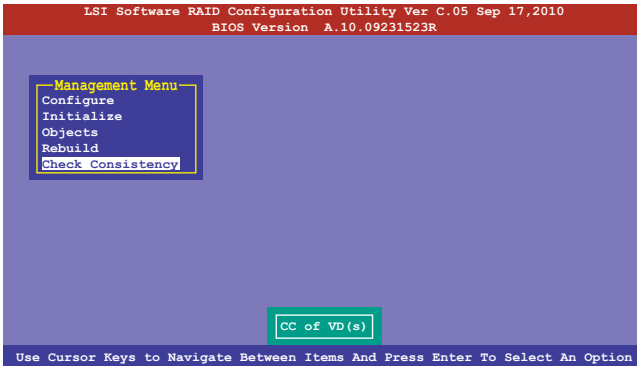 LSI Software RAID Configuration Utility Ver C.05 Sep 17,2010
BIOS Version A.10.09231523R
Management Menu
Configure
Initialize
Objects
Rebuild
Check Consistency
CC of VD(s)
Use Cursor Keys to Navigate Between Items And Press Enter To Select An Option